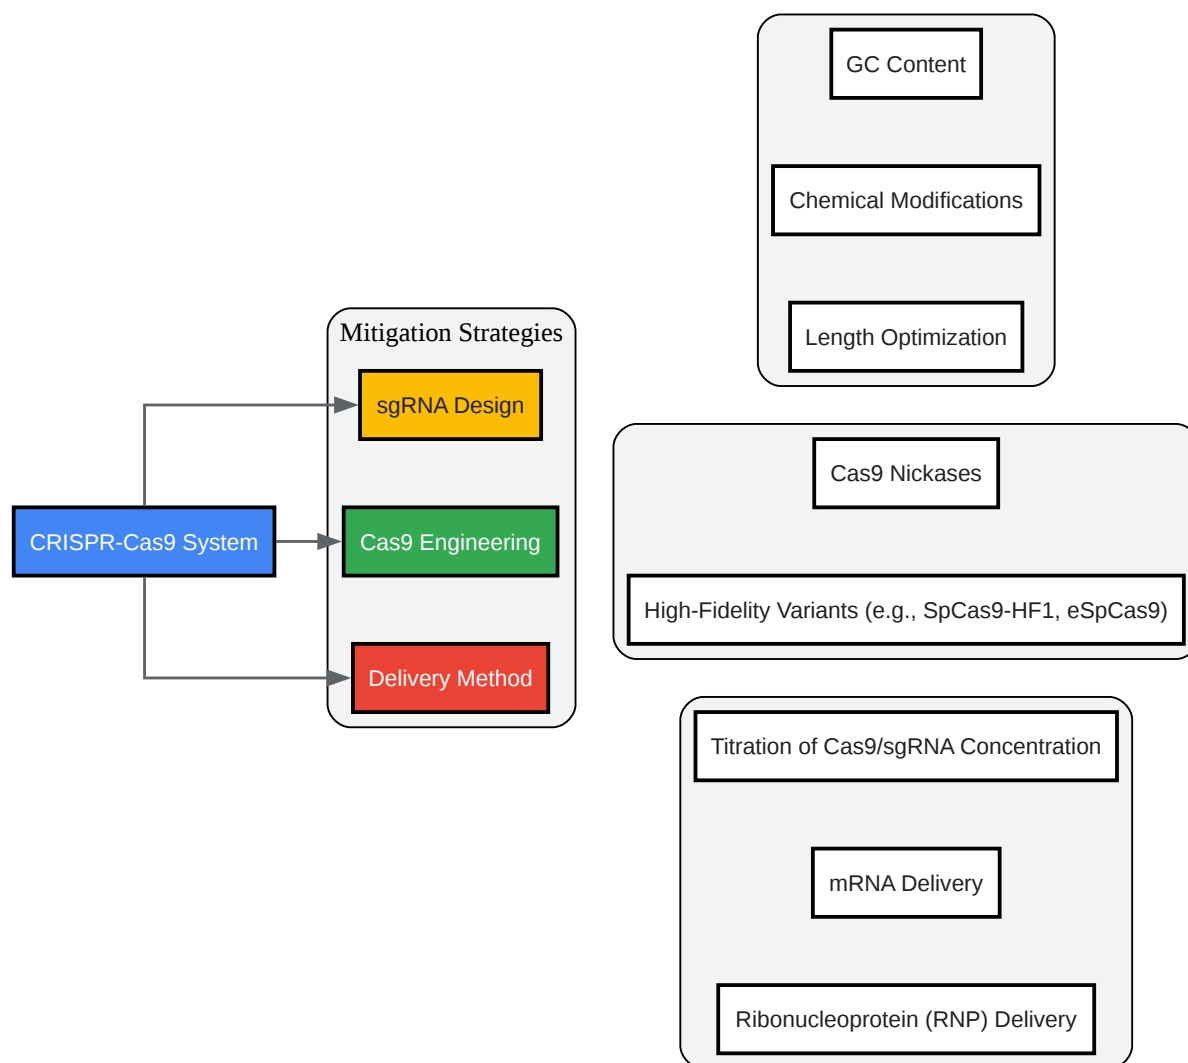 CRISPR-Cas9 System
Mitigation Strategies
sgRNA Design
Cas9 Engineering
Delivery Method
GC Content
Chemical Modifications
Length Optimization
Cas9 Nickases
High-Fidelity Variants (e.g., SpCas9-HF1, eSpCas9)
Titration of Cas9/sgRNA Concentration
mRNA Delivery
Ribonucleoprotein (RNP) Delivery